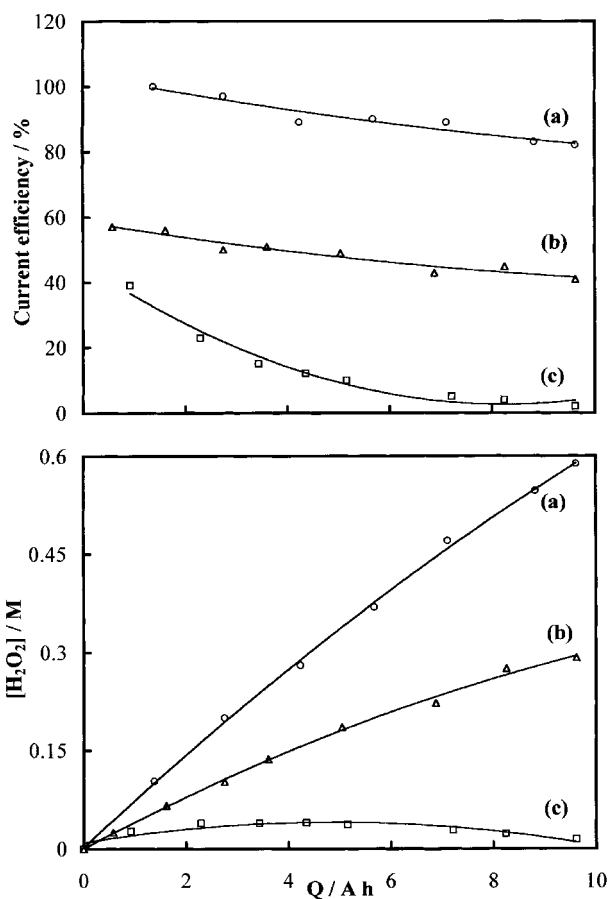 120
100
80
60
40
20
0
Current efficiency / %
(a)
(b)
(c)
0.6
0.45
0.3
0.15
0
[H₂O₂] / M
(a)
(b)
(c)
0 2 4 6 8 10
Q / A h